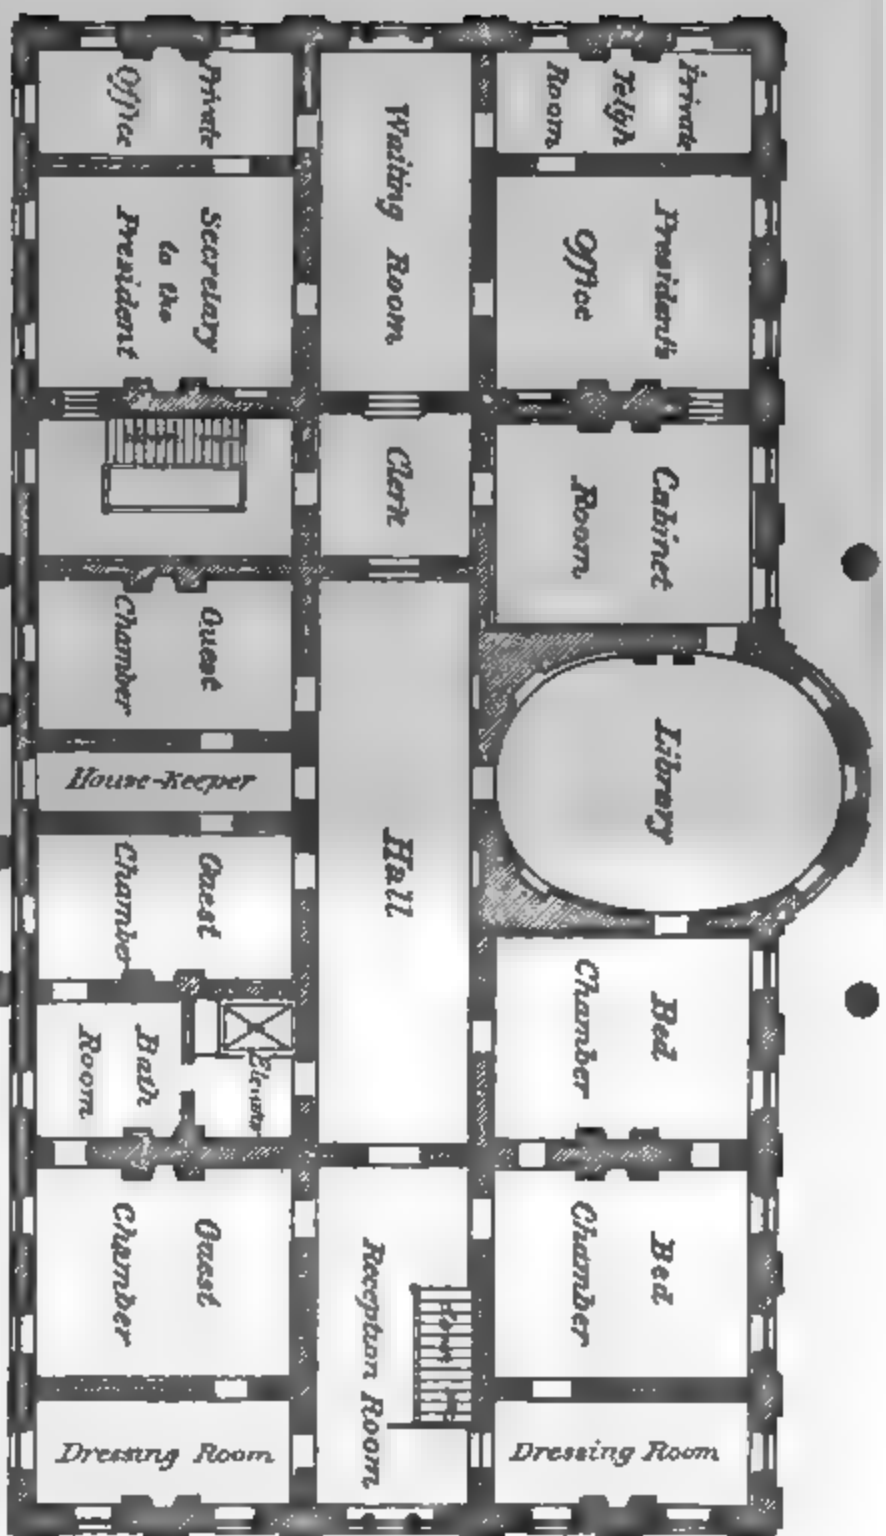 Private
Office
Waiting Room
Private
Telgh
Room
Secretary
to the
President
President's
Office
Clerk
Cabinet
Room
Guest
Chamber
House-keeper
Library
Hall
Guest
Chamber
Bath
Room
Elevator
Bed
Chamber
Guest
Chamber
Reception Room
Bed
Chamber
Dressing Room
Dressing Room